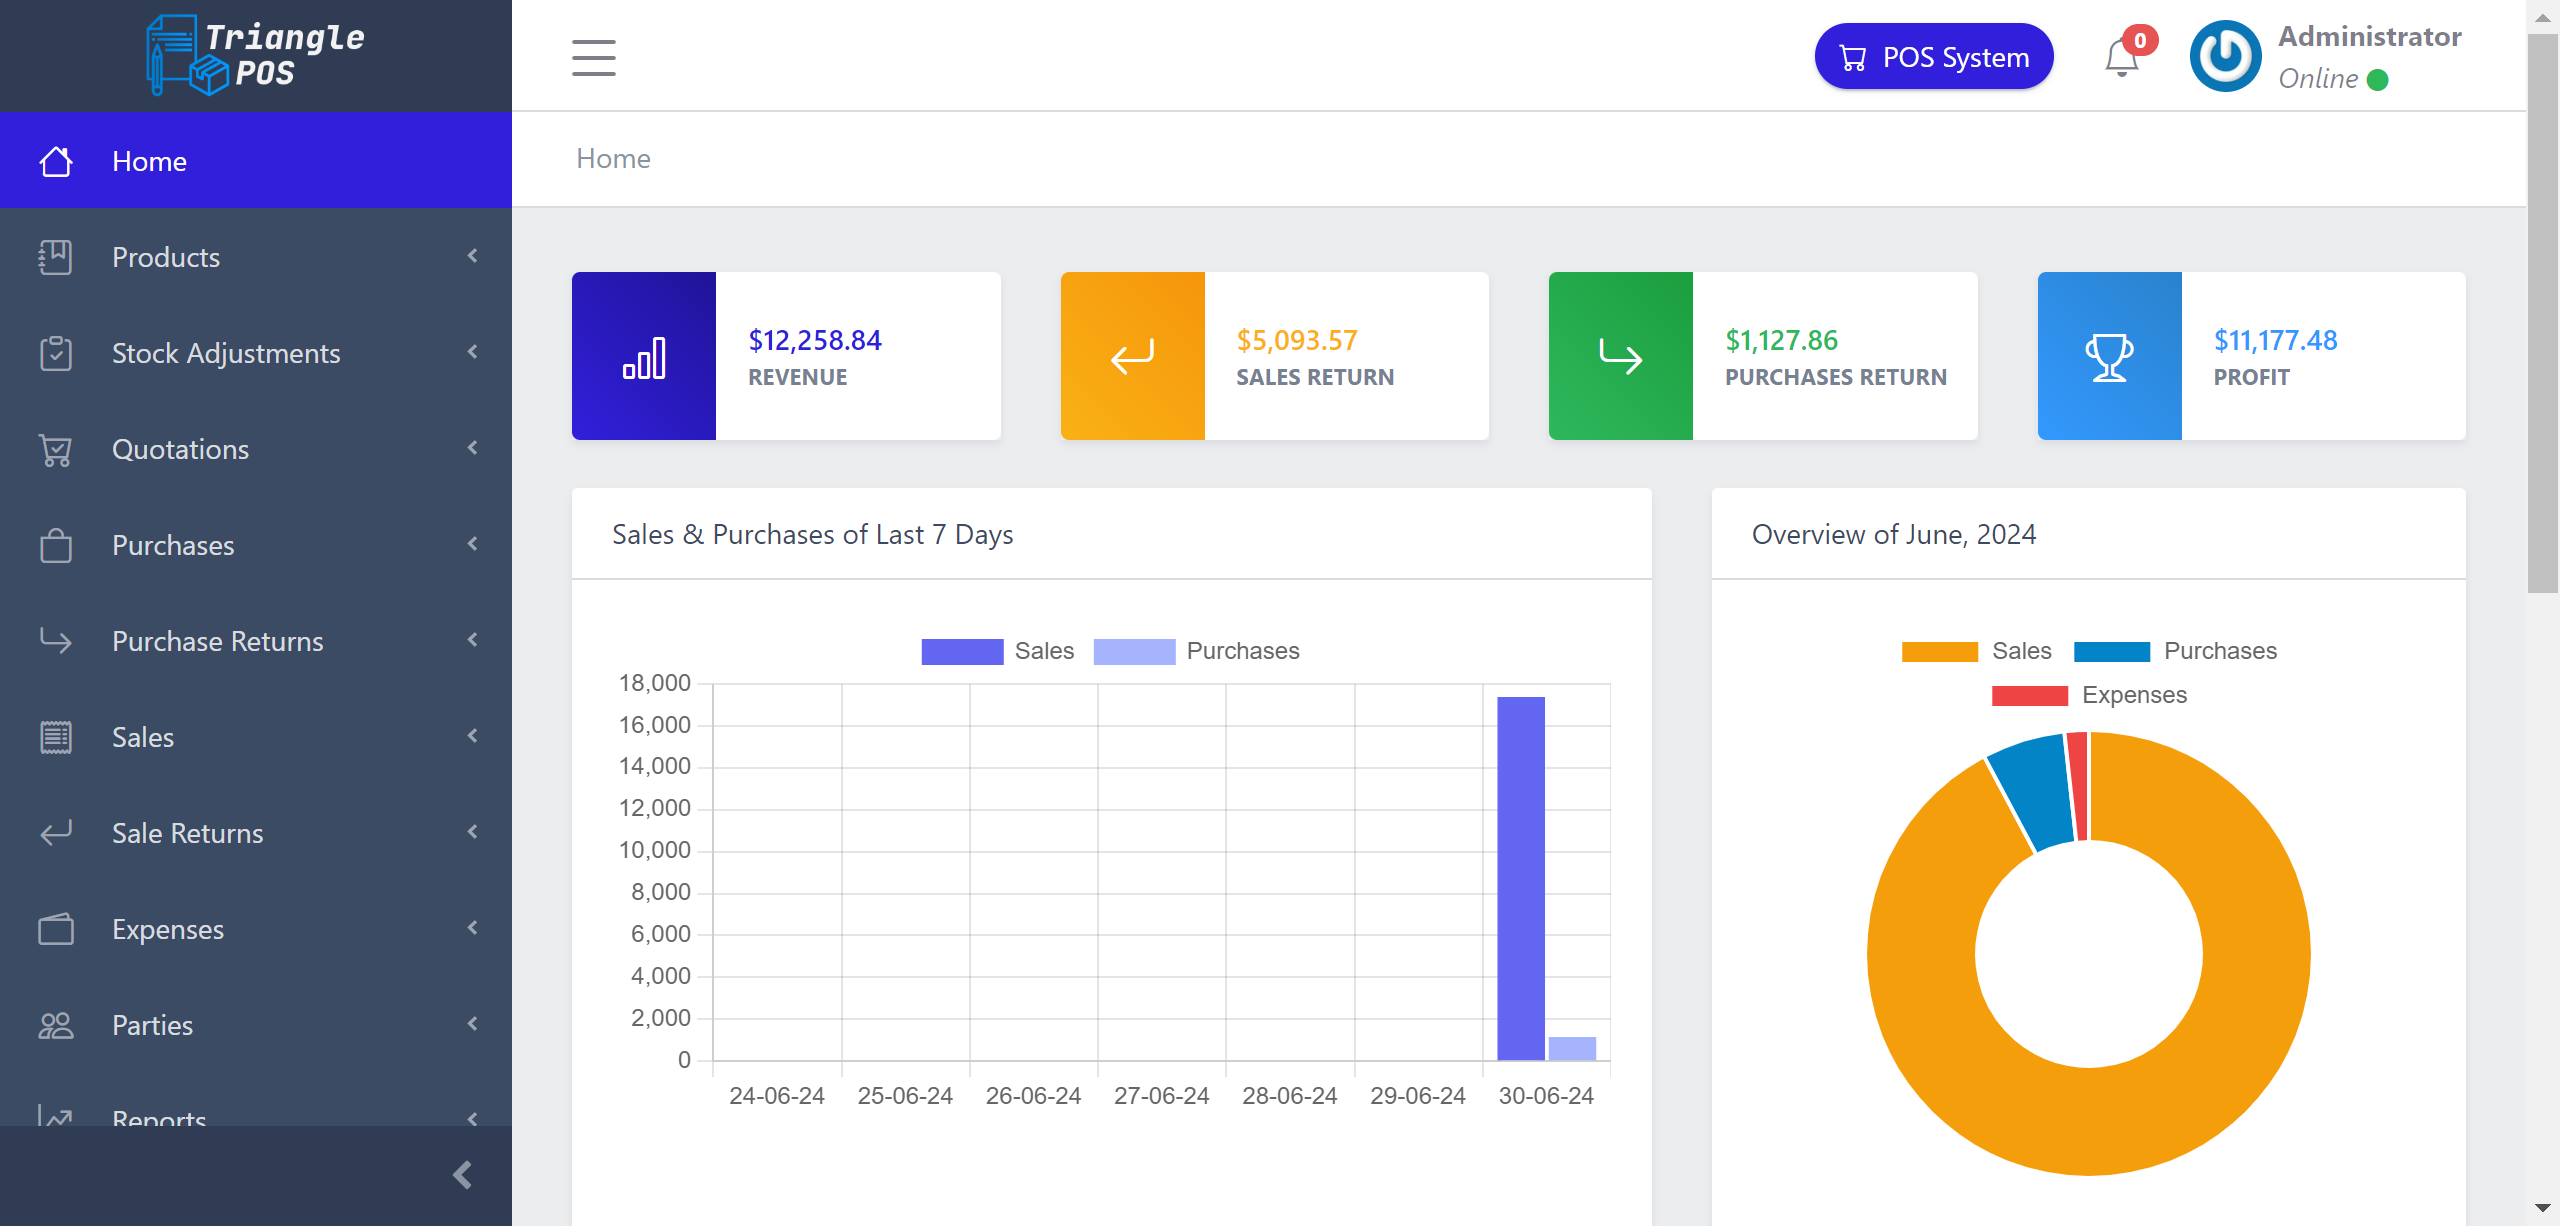 Triangle
POS
Home
Products
Stock Adjustments
Quotations
Purchases
Purchase Returns
Sales
Sale Returns
Expenses
Parties
Reports
POS System
0
Administrator
Online
Home
$12,258.84
REVENUE
$5,093.57
SALES RETURN
$1,127.86
PURCHASES RETURN
$11,177.48
PROFIT
Sales & Purchases of Last 7 Days
Sales Purchases
18,000
16,000
14,000
12,000
10,000
8,000
6,000
4,000
2,000
0
24-06-24 25-06-24 26-06-24 27-06-24 28-06-24 29-06-24 30-06-24
Overview of June, 2024
Sales Purchases
Expenses